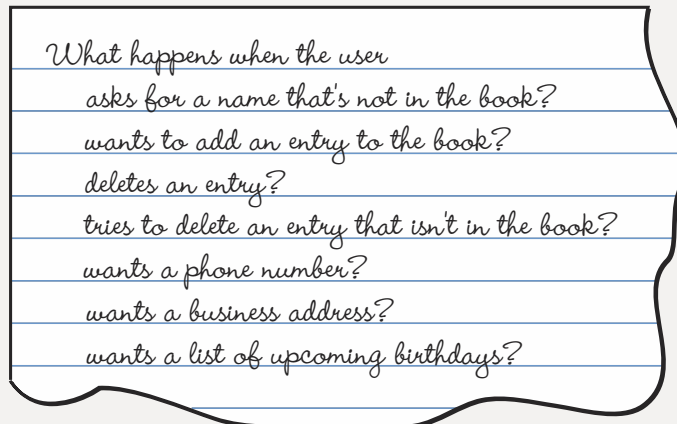 What happens when the user
asks for a name that's not in the book?
wants to add an entry to the book?
deletes an entry?
tries to delete an entry that isn't in the book?
wants a phone number?
wants a business address?
wants a list of upcoming birthdays?